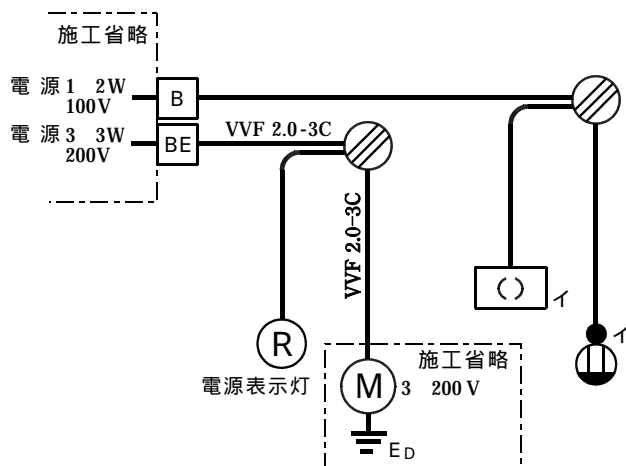 施工省略
電源1 2W
100V
B
電源3 3W
200V
BE
VVF 2.0-3C
VVF 2.0-3C
( )
イ
イ
R
電源表示灯
施工省略
M
3 200V
ED